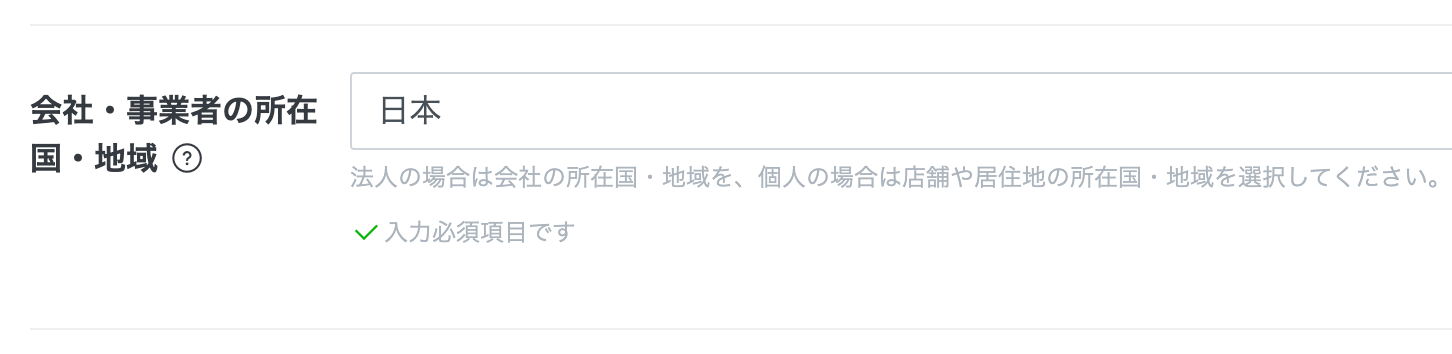 会社・事業者の所在
国・地域 ?
日本
法人の場合は会社の所在国・地域を、個人の場合は店舗や居住地の所在国・地域を選択してください。
入力必須項目です